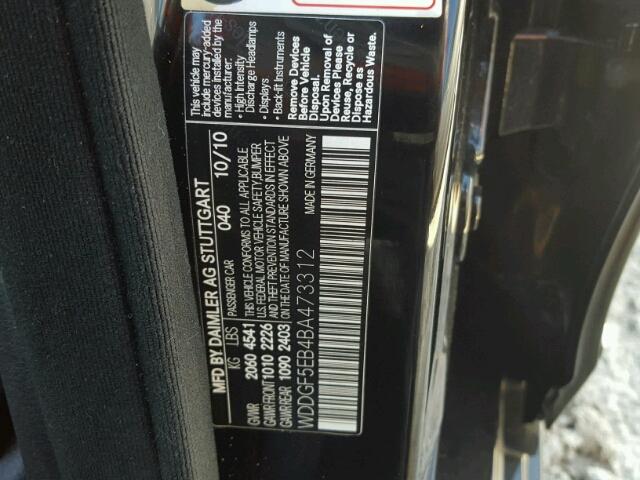 This vehicle may
include mercury-added
devices installed by the
manufacturer:
• High Intensity
Discharge Headlamps
• Displays
• Back-lit Instruments
Remove Devices
Before Vehicle
Disposal.
Upon Removal of
Devices Please
Reuse, Recycle or
Dispose as
Hazardous Waste.
MFD BY DAIMLER AG STUTTGART 10/10
PASSENGER CAR 040
KG LBS
GVWR 2060 4541
GAWR FRONT 1010 2226
GAWR REAR 1090 2403
THIS VEHICLE CONFORMS TO ALL APPLICABLE
U.S. FEDERAL MOTOR VEHICLE SAFETY, BUMPER
AND THEFT PREVENTION STANDARDS IN EFFECT
ON THE DATE OF MANUFACTURE SHOWN ABOVE
MADE IN GERMANY
WDDGF5EB4BA473312